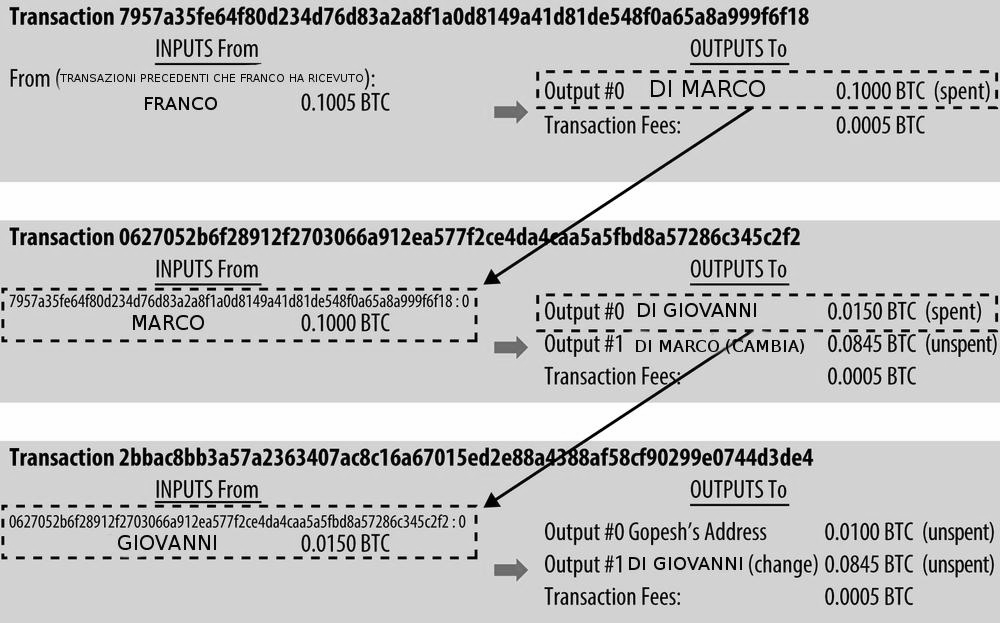 Transaction 7957a35fe64f80d234d76d83a2a8f1a0d8149a41d81de548f0a65a8a999f6f18
INPUTS From
OUTPUTS To
From (TRANSAZIONI PRECEDENTI CHE FRANCO HA RICEVUTO):
FRANCO 0.1005 BTC
Output #0 DI MARCO 0.1000 BTC (spent)
Transaction Fees: 0.0005 BTC
Transaction 0627052b6f28912f2703066a912ea577f2ce4da4caa5a5fbd8a57286c345c2f2
INPUTS From
OUTPUTS To
7957a35fe64f80d234d76d83a2a8f1a0d8149a41d81de548f0a65a8a999f6f18 : 0
MARCO 0.1000 BTC
Output #0 DI GIOVANNI 0.0150 BTC (spent)
Output #1 DI MARCO (CAMBIA) 0.0845 BTC (unspent)
Transaction Fees: 0.0005 BTC
Transaction 2bbac8bb3a57a2363407ac8c16a67015ed2e88a4388af58cf90299e0744d3de4
INPUTS From
OUTPUTS To
0627052b6f28912f2703066a912ea577f2ce4da4caa5a5fbd8a57286c345c2f2 : 0
GIOVANNI 0.0150 BTC
Output #0 Gopesh's Address 0.0100 BTC (unspent)
Output #1 DI GIOVANNI (change) 0.0845 BTC (unspent)
Transaction Fees: 0.0005 BTC